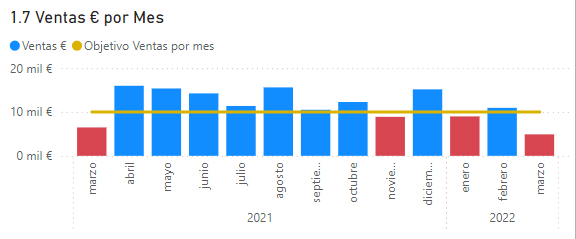 1.7 Ventas € por Mes
Ventas € Objetivo Ventas por mes
20 mil €
10 mil €
0 mil €
marzo abril mayo junio julio agosto septie... octubre novie... diciem... enero febrero marzo
2021 2022